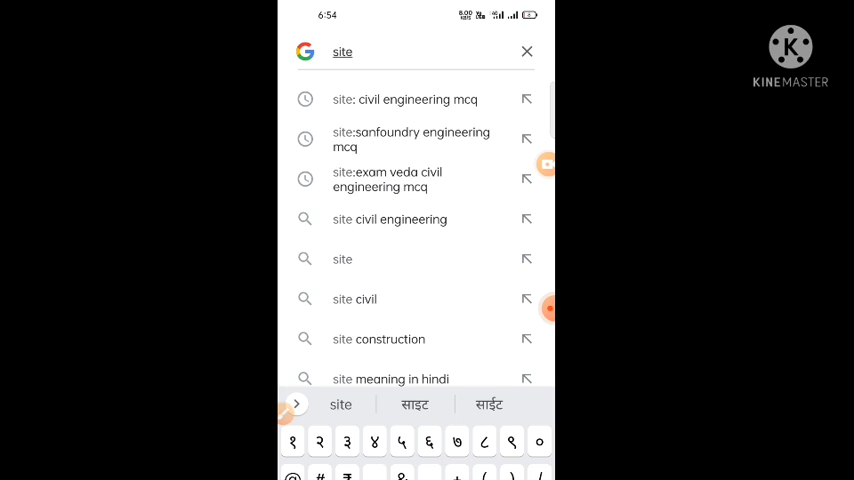 6:54
8.00
site
site: civil engineering mcq
site:sanfoundry engineering
mcq
site:exam veda civil
engineering mcq
site civil engineering
site
site civil
site construction
site meaning in hindi
site साइट साईट
१ २ ३ ४ ५ ६ ७ ८ ९ ०
@ # ₹ & + ( ) /
K
KINEMASTER